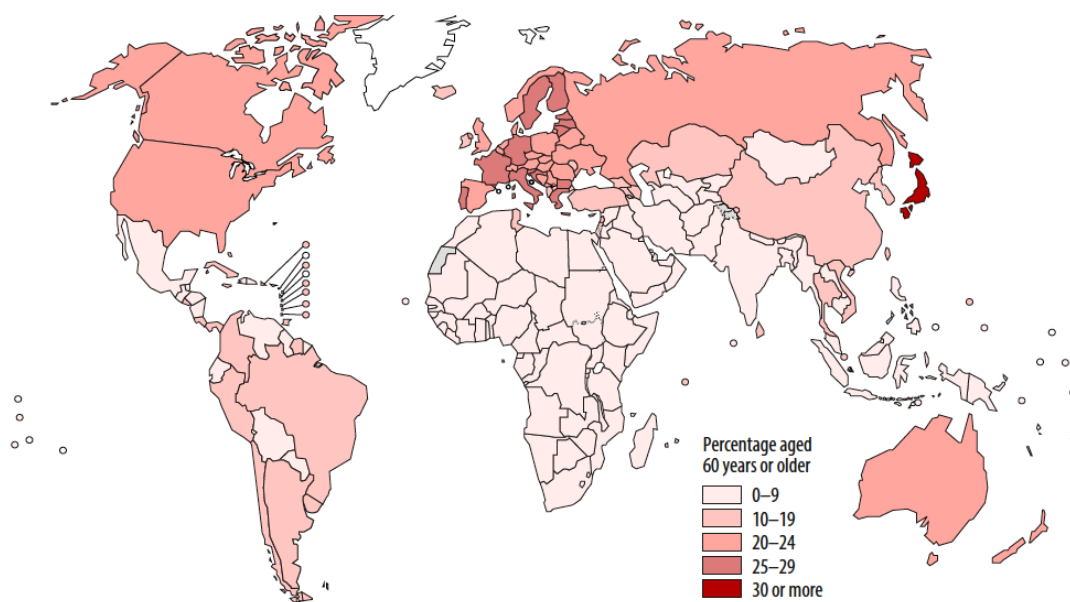 Percentage aged
60 years or older
0–9
10–19
20–24
25–29
30 or more